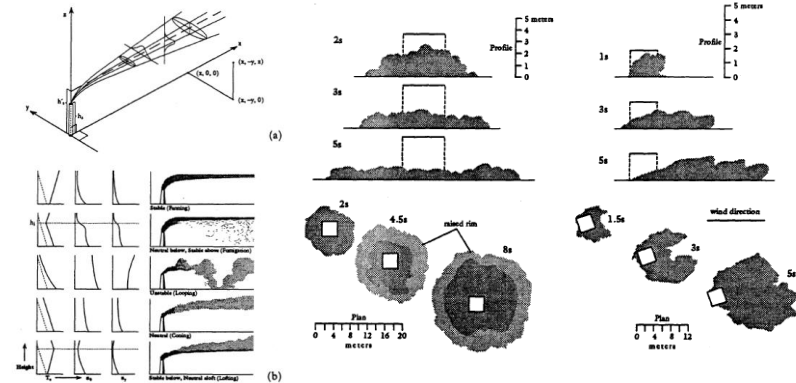 z
x
(x, -y, z)
(x, 0, 0)
(x, -y, 0)
y
(a)
Stable (Fanning)
Neutral below, Stable above (Fumigation)
Unstable (Looping)
Neutral (Coning)
Stable below, Neutral aloft (Lofting)
Height
(b)
2s
Profile
5 meters
4
3
2
1
0
3s
5s
2s
4.5s
raised rim
8s
Plan
0 4 8 12 16 20
meters
1s
Profile
5 meters
4
3
2
1
0
3s
5s
1.5s
wind direction
3s
5s
Plan
0 4 8 12
meters